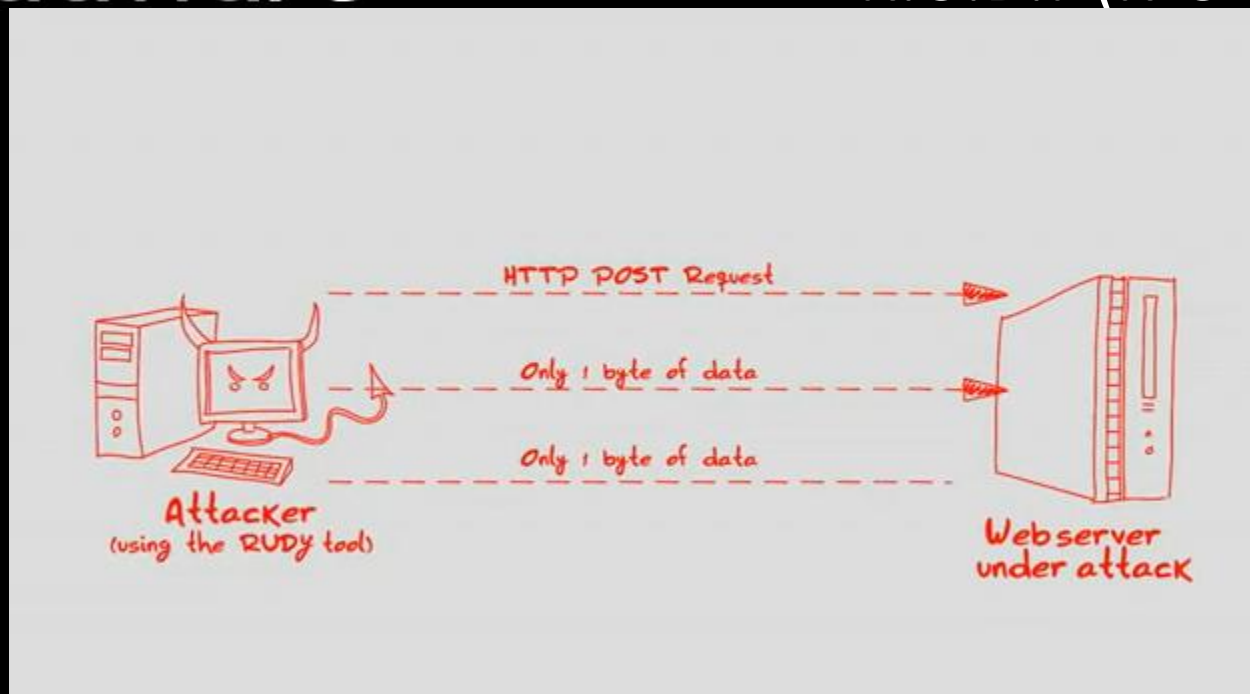 HTTP POST Request
Only 1 byte of data
Only 1 byte of data
Attacker
(using the RUDY tool)
Webserver
under attack